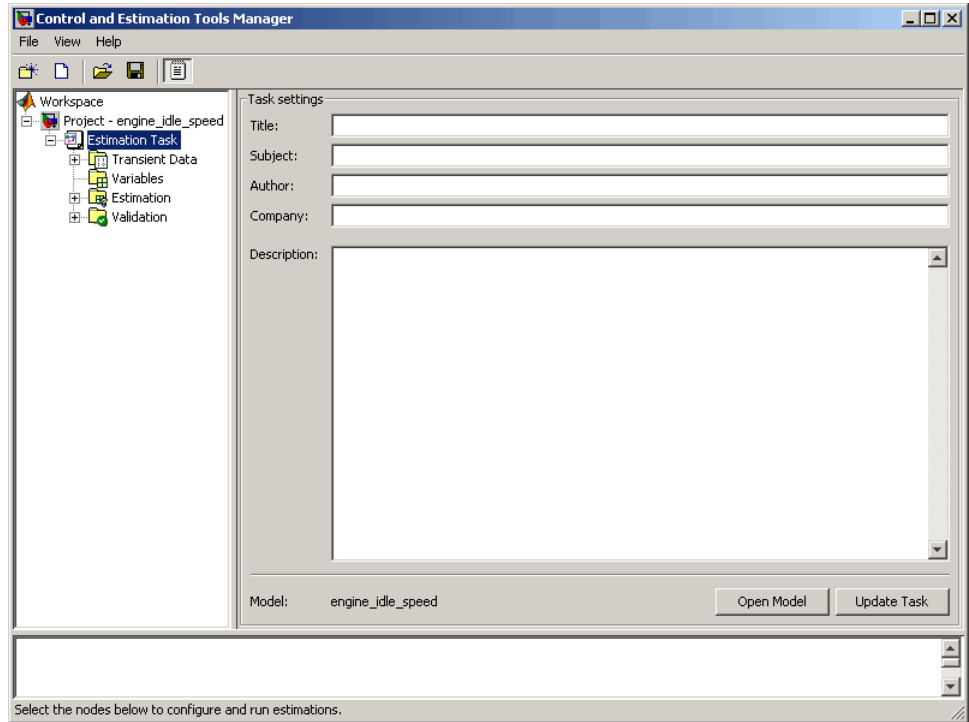 Control and Estimation Tools Manager
File View Help
Workspace
Project - engine_idle_speed
Estimation Task
Transient Data
Variables
Estimation
Validation
Task settings
Title:
Subject:
Author:
Company:
Description:
Model: engine_idle_speed
Open Model
Update Task
Select the nodes below to configure and run estimations.